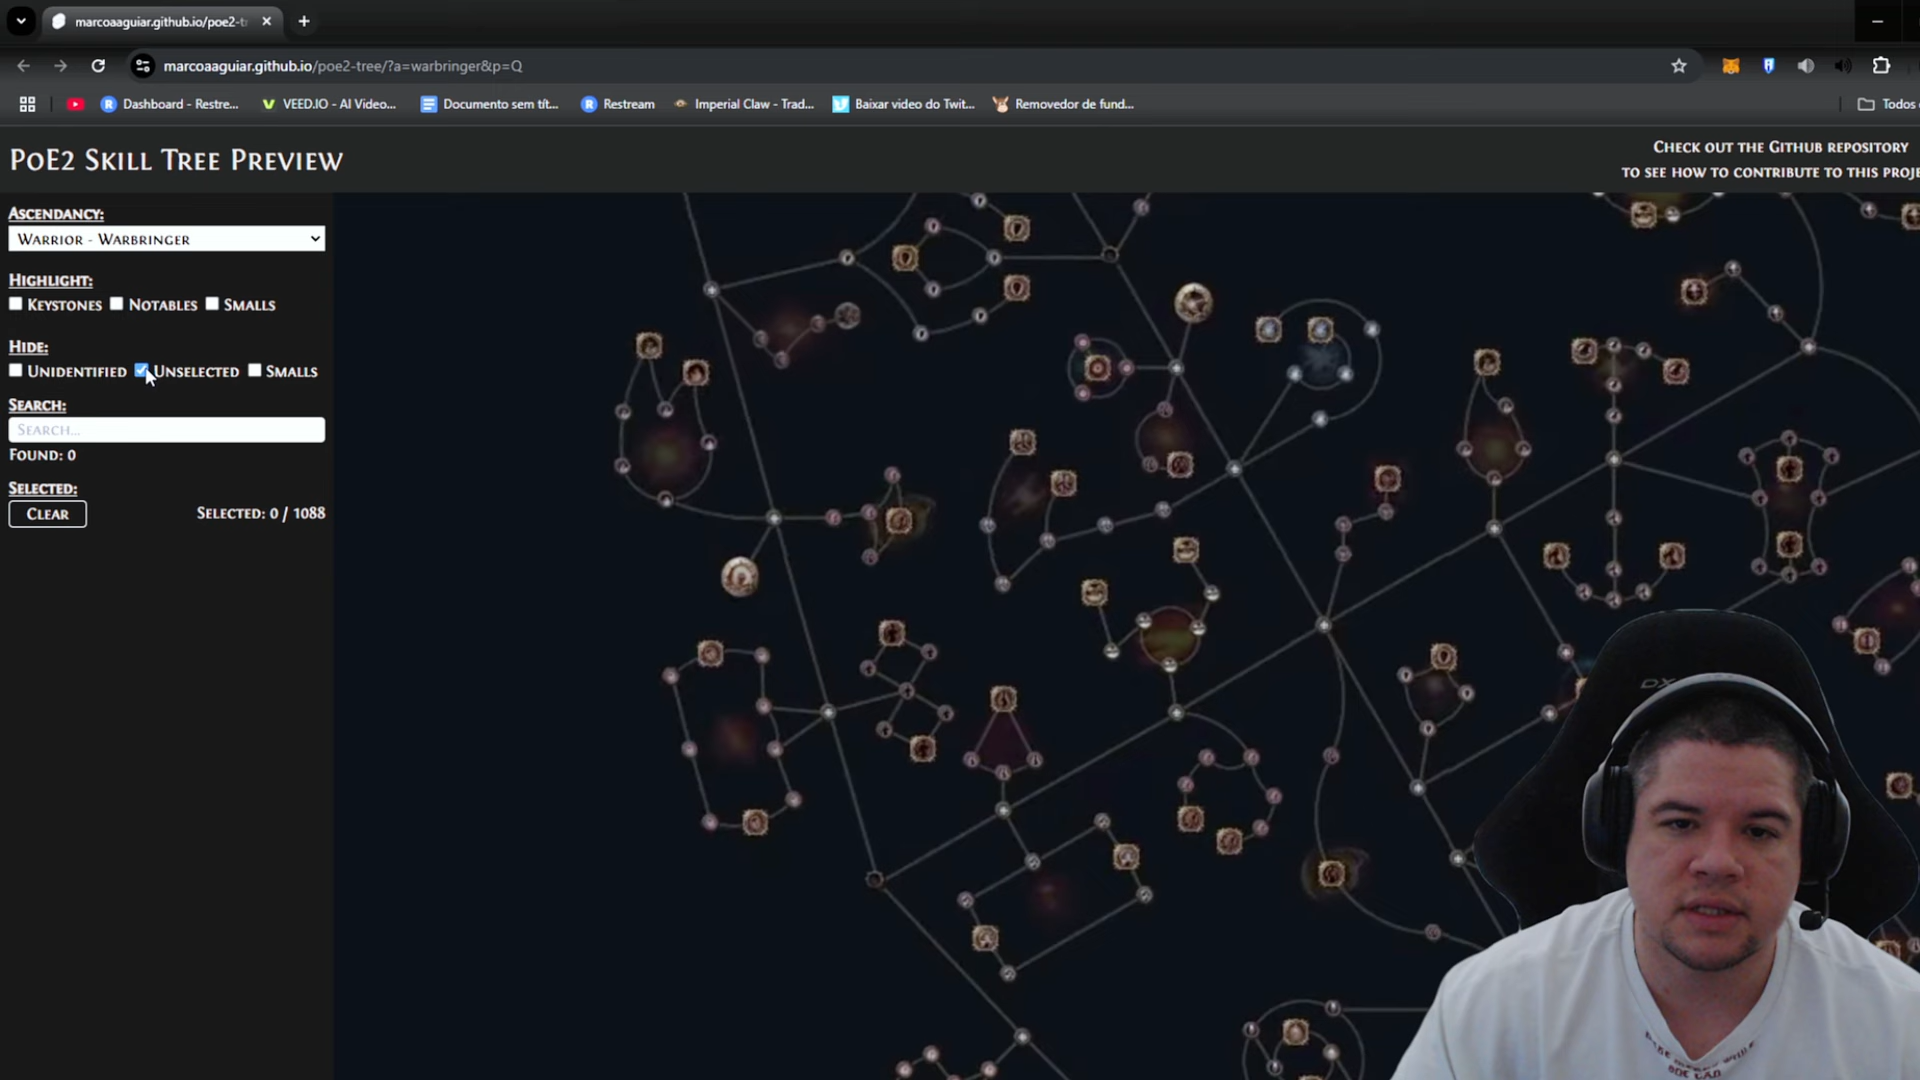 marcoaaguiar.github.io/poe2-tr
marcoaaguiar.github.io/poe2-tree/?a=warbringer&p=Q
Dashboard - Restre...
VEED.IO - AI Video...
Documento sem tít...
Restream
Imperial Claw - Trad...
Baixar video do Twit...
Removedor de fund...
Todos
PoE2 Skill Tree Preview
Check out the Github repository
to see how to contribute to this proje
Ascendancy:
Warrior - Warbringer
Highlight:
Keystones Notables Smalls
Hide:
Unidentified Unselected Smalls
Search:
Search...
Found: 0
Selected:
Clear
Selected: 0 / 1088